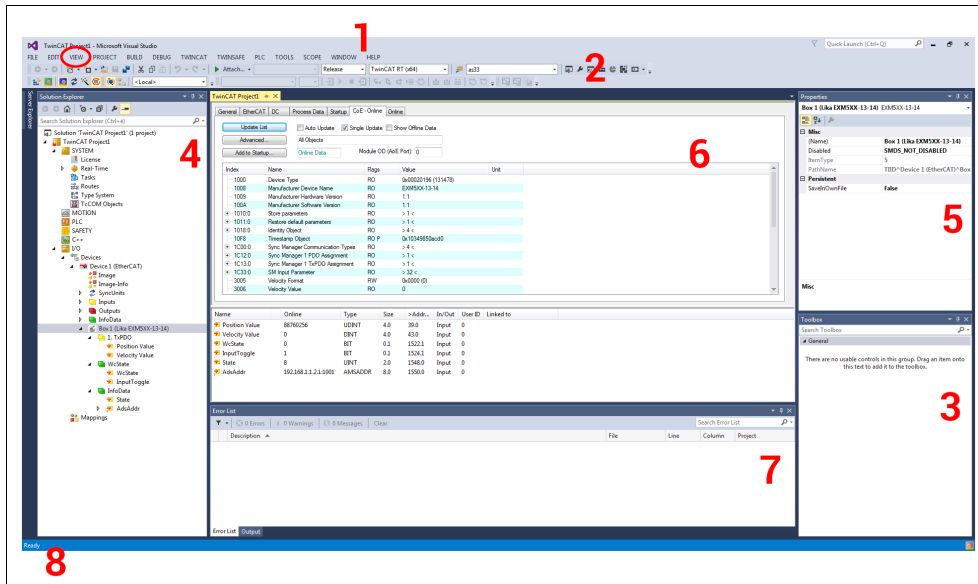 1
TwinCAT Project1 - Microsoft Visual Studio
Quick Launch (Ctrl+Q)
FILE EDIT VIEW PROJECT BUILD DEBUG TWINCAT TWINSAFE PLC TOOLS SCOPE WINDOW HELP
Attach... Release TwinCAT RT (x64) as33
2
<Local>
Server Explorer
Solution Explorer
Search Solution Explorer (Ctrl+è)
Solution 'TwinCAT Project1' (1 project)
TwinCAT Project1
SYSTEM
License
Real-Time
Tasks
Routes
Type System
TcCOM Objects
MOTION
PLC
SAFETY
C++
I/O
Devices
Device 1 (EtherCAT)
Image
Image-Info
SyncUnits
Inputs
Outputs
InfoData
Box 1 (Lika EXM5XX-13-14)
1. TxPDO
Position Value
Velocity Value
WcState
WcState
InputToggle
InfoData
State
AdsAddr
Mappings
4
TwinCAT Project1
General EtherCAT DC Process Data Startup CoE - Online Online
Update List Auto Update Single Update Show Offline Data
Advanced... All Objects
Add to Startup... Online Data Module OD (AoE Port): 0
6
Index Name Flags Value Unit
1000 Device Type RO 0x00020196 (131478)
1008 Manufacturer Device Name RO EXM5XX-13-14
1009 Manufacturer Hardware Version RO 1.1
100A Manufacturer Software Version RO 1.1
1010:0 Store parameters RO > 1 <
1011:0 Restore default parameters RO > 1 <
1018:0 Identity Object RO > 4 <
10F8 Timestamp Object RO P 0x10349850acd0
1C00:0 Sync Manager Communication Types RO > 4 <
1C12:0 Sync Manager 1 PDO Assignment RO > 1 <
1C13:0 Sync Manager 1 TxPDO Assignment RO > 1 <
1C33:0 SM Input Parameter RO > 32 <
3005 Velocity Format RW 0x0000 (0)
3006 Velocity Value RO 0
Name Online Type Size >Addr... In/Out User ID Linked to
Position Value 88760256 UDINT 4.0 39.0 Input 0
Velocity Value 0 DINT 4.0 43.0 Input 0
WcState 0 BIT 0.1 1522.1 Input 0
InputToggle 1 BIT 0.1 1524.1 Input 0
State 8 UINT 2.0 1548.0 Input 0
AdsAddr 192.168.1.1.2.1:1001 AMSADDR 8.0 1550.0 Input 0
Error List
0 Errors 0 Warnings 0 Messages Clear Search Error List
Description File Line Column Project
7
Error List Output
Properties
Box 1 (Lika EXM5XX-13-14) EXM5XX-13-14
Misc
(Name) Box 1 (Lika EXM5XX-13-14)
Disabled SMDS_NOT_DISABLED
ItemType 5
PathName TIID^Device 1 (EtherCAT)^Box
Persistent
SaveInOwnFile False
5
Misc
Toolbox
Search Toolbox
General
There are no usable controls in this group. Drag an item onto
this text to add it to the toolbox.
3
Ready
8